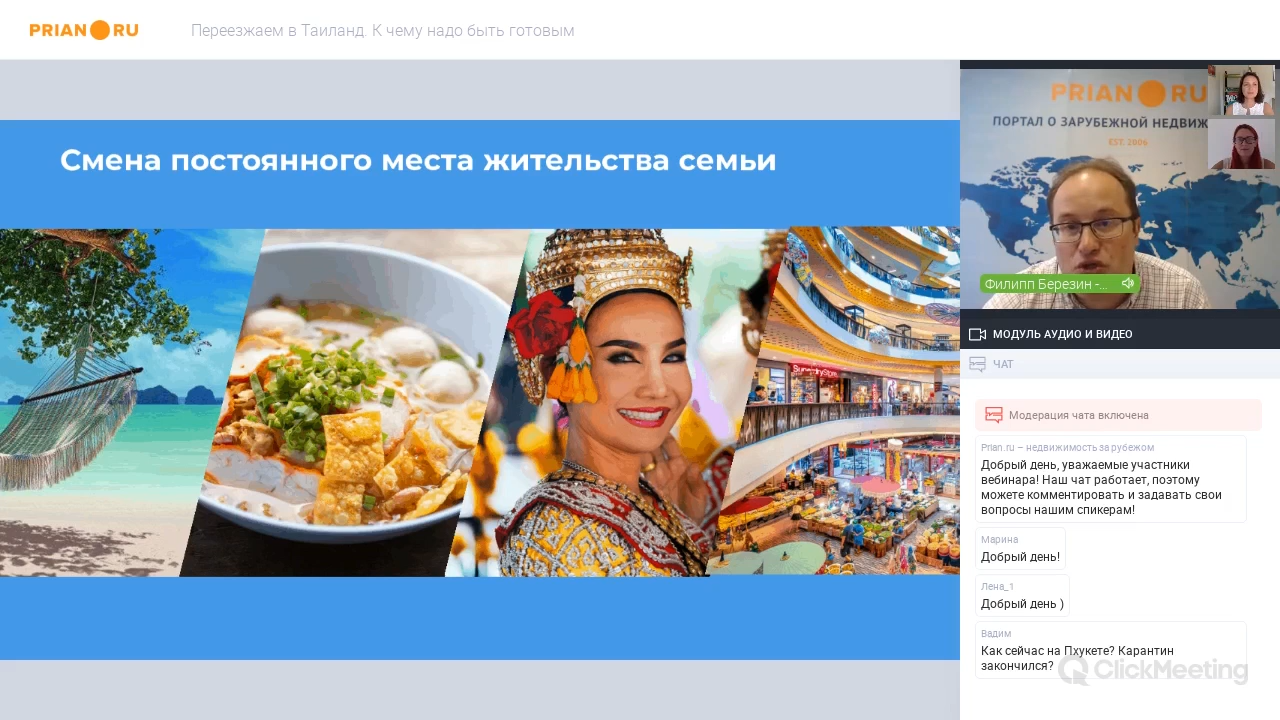 PRIAN RU
Переезжаем в Таиланд. К чему надо быть готовым
Смена постоянного места жительства семьи
PRIAN RU
ПОРТАЛ О ЗАРУБЕЖНОЙ НЕДВИЖ
EST. 2006
Филипп Березин -...
МОДУЛЬ АУДИО И ВИДЕО
ЧАТ
Модерация чата включена
Prian.ru – недвижимость за рубежом
Добрый день, уважаемые участники
вебинара! Наш чат работает, поэтому
можете комментировать и задавать свои
вопросы нашим спикерам!
Марина
Добрый день!
Лена_1
Добрый день )
Вадим
Как сейчас на Пхукете? Карантин
закончился?
ClickMeeting